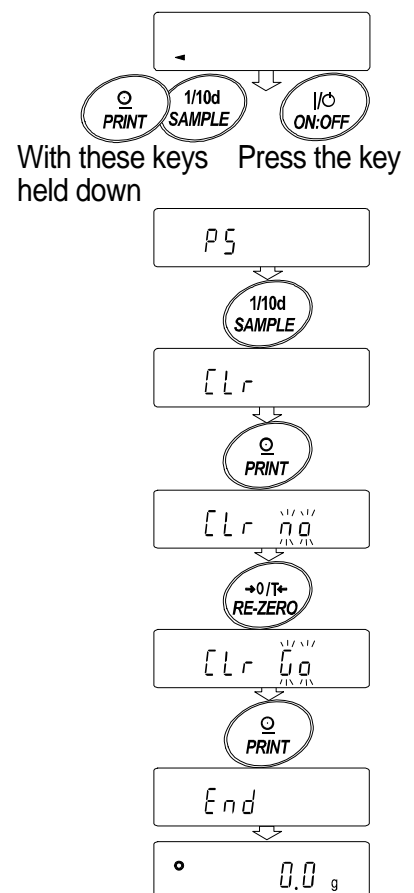 ◄
PRINT
1/10d
SAMPLE
|/⏻
ON:OFF
With these keys
held down
Press the key
PS
1/10d
SAMPLE
CLr
PRINT
CLr no
→0/T←
RE-ZERO
CLr Go
PRINT
End
0.0 g